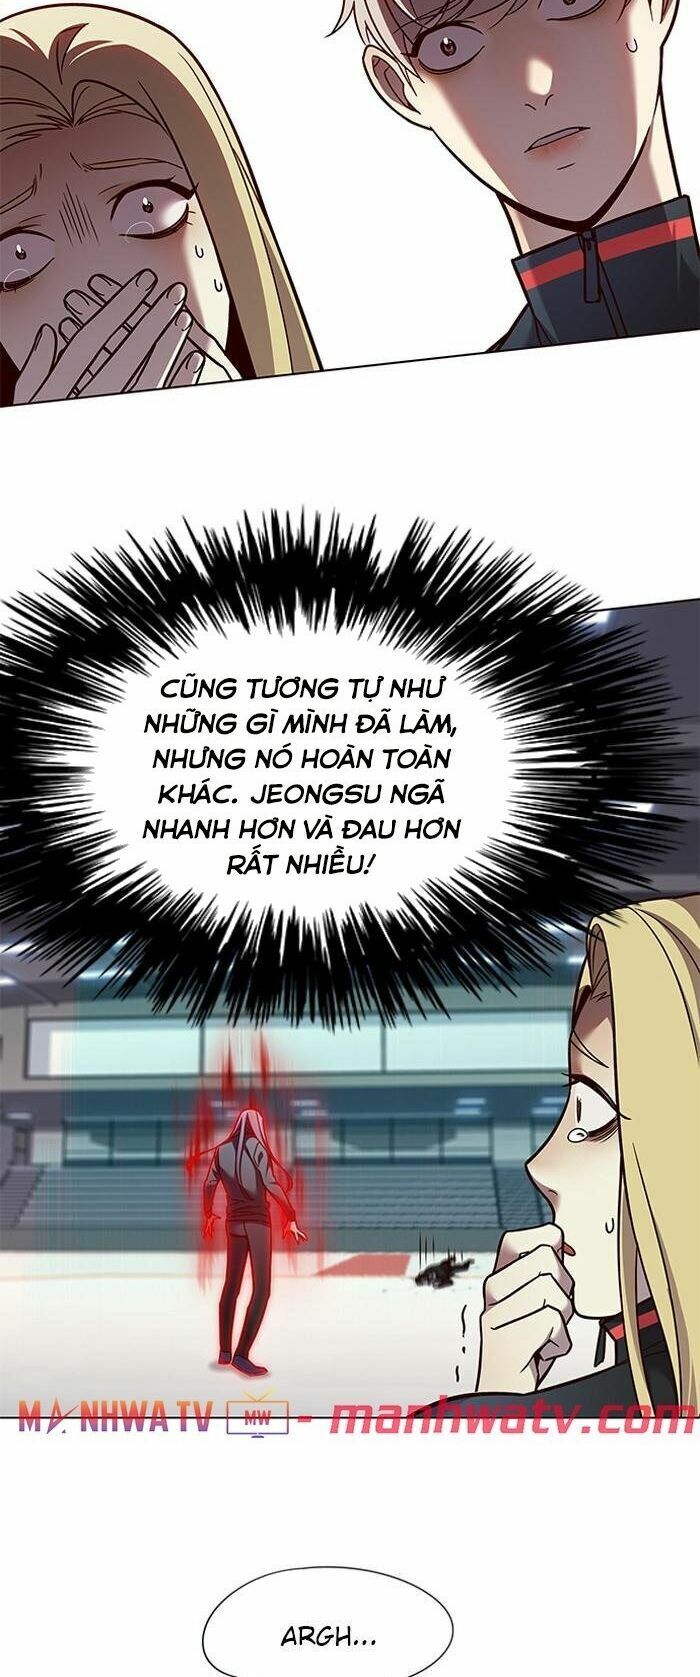 CŨNG TƯƠNG TỰ NHƯ
NHỮNG GÌ MÌNH ĐÃ LÀM,
NHƯNG NÓ HOÀN TOÀN
KHÁC. JEONGSU NGÃ
NHANH HƠN VÀ ĐAU HƠN
RẤT NHIỀU!
MANHWA TV MW - manhwatv.com
ARGH...